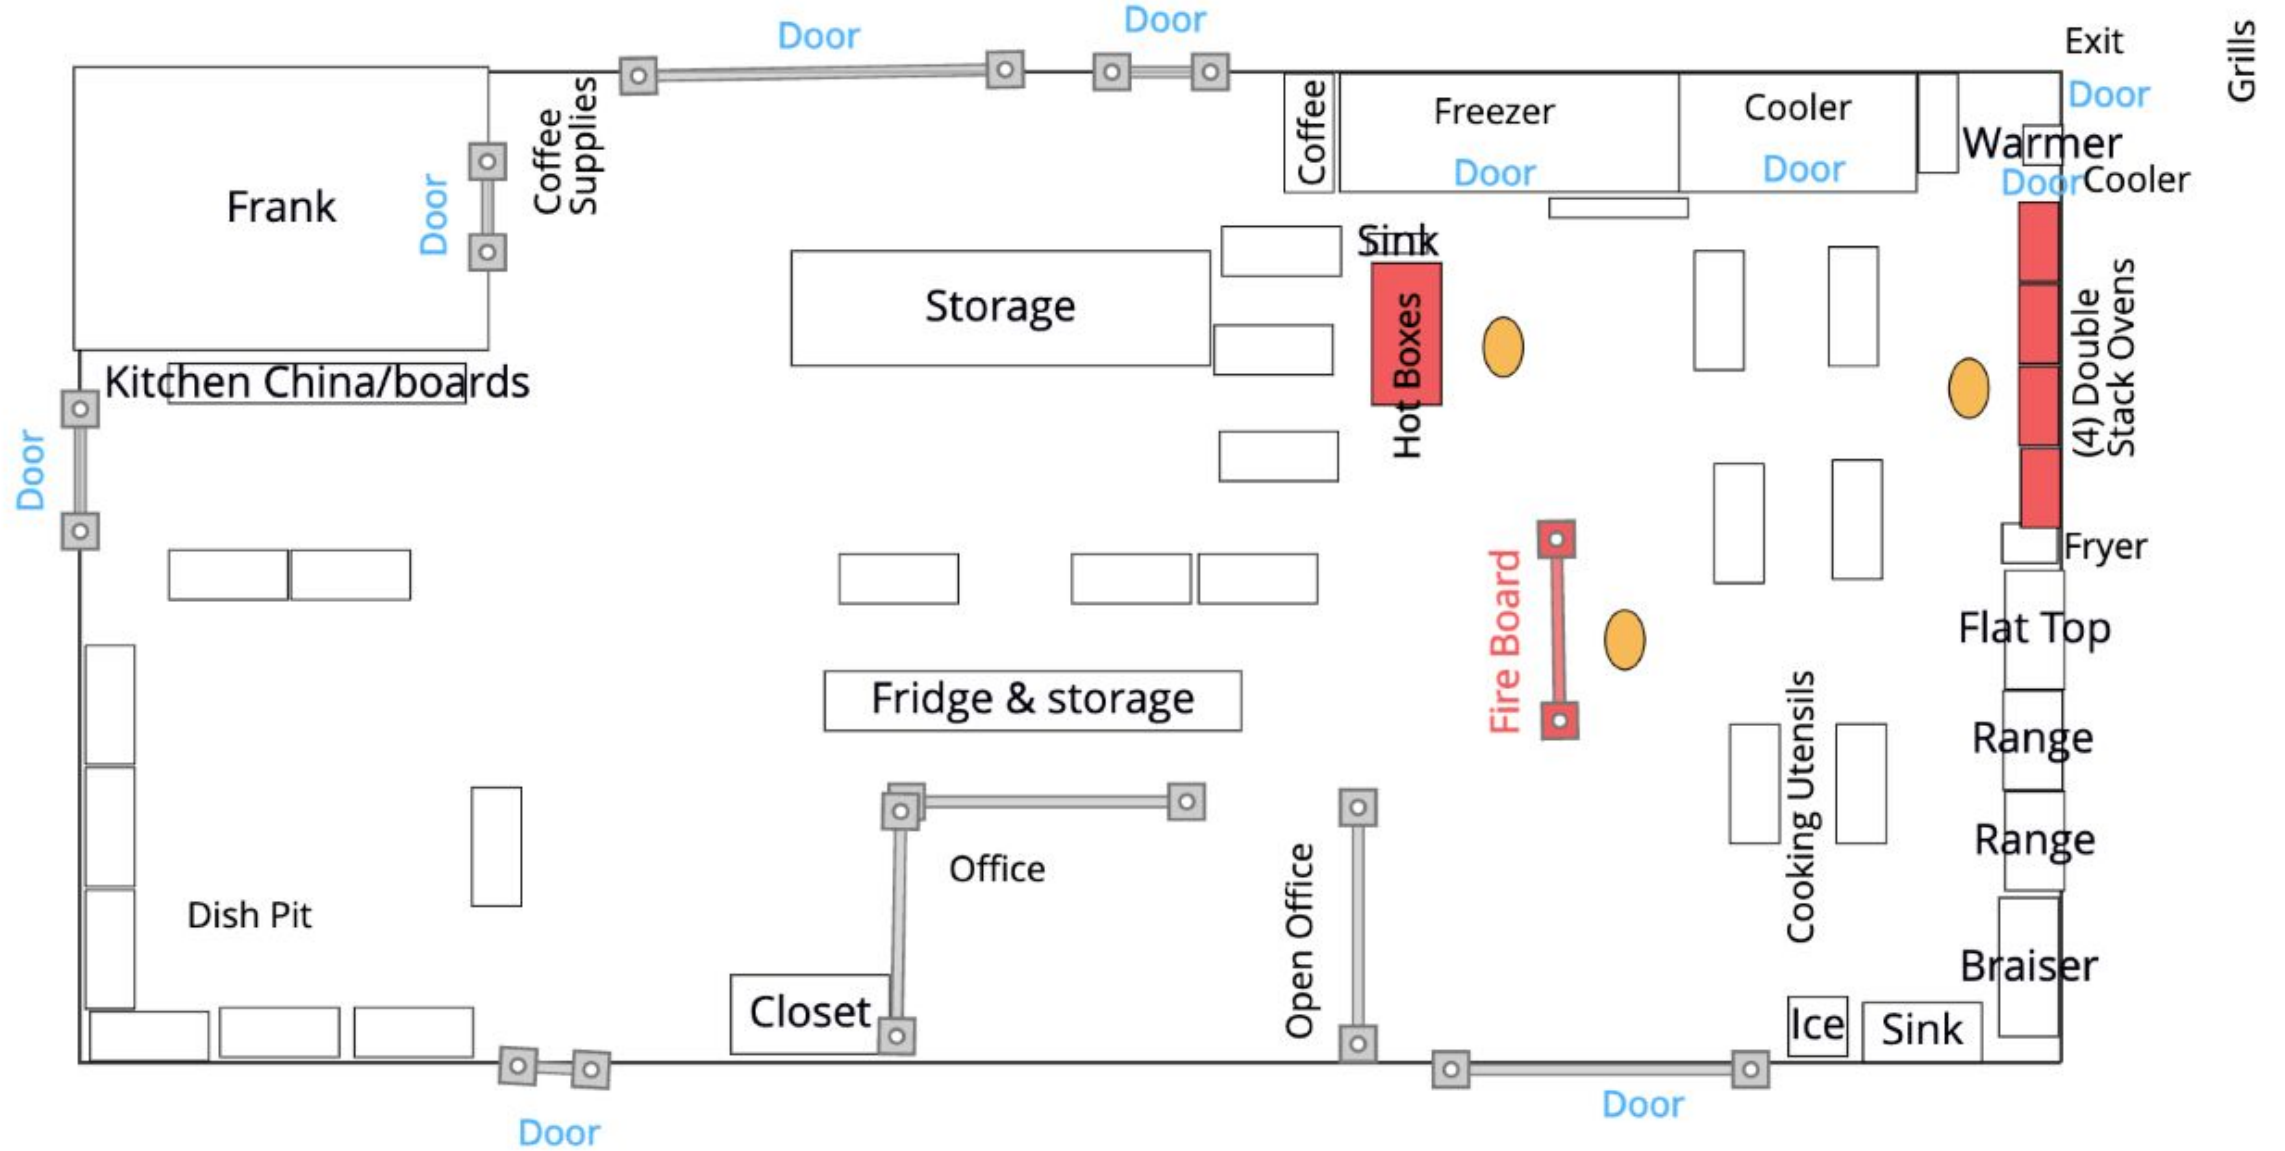 Door
Door
Exit
Grills
Door
Coffee
Supplies
Coffee
Freezer
Cooler
Warmer
Door
Door
Door
Cooler
Frank
Door
Sink
Storage
Hot Boxes
(4) Double
Stack Ovens
Kitchen China/boards
Door
Fire Board
Fryer
Flat Top
Fridge & storage
Range
Cooking Utensils
Range
Office
Open Office
Dish Pit
Braiser
Closet
Ice
Sink
Door
Door